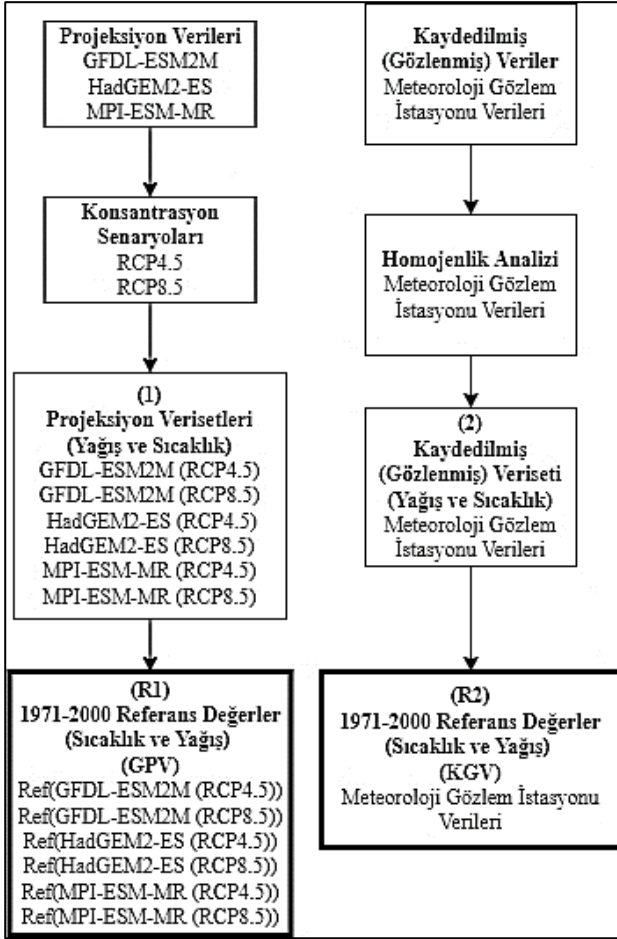 Projeksiyon Verileri
GFDL-ESM2M
HadGEM2-ES
MPI-ESM-MR
Konsantrasyon
Senaryoları
RCP4.5
RCP8.5
(1)
Projeksiyon Verisetleri
(Yağış ve Sıcaklık)
GFDL-ESM2M (RCP4.5)
GFDL-ESM2M (RCP8.5)
HadGEM2-ES (RCP4.5)
HadGEM2-ES (RCP8.5)
MPI-ESM-MR (RCP4.5)
MPI-ESM-MR (RCP8.5)
(R1)
1971-2000 Referans Değerler
(Sıcaklık ve Yağış)
(GPV)
Ref(GFDL-ESM2M (RCP4.5))
Ref(GFDL-ESM2M (RCP8.5))
Ref(HadGEM2-ES (RCP4.5))
Ref(HadGEM2-ES (RCP8.5))
Ref(MPI-ESM-MR (RCP4.5))
Ref(MPI-ESM-MR (RCP8.5))
Kaydedilmiş
(Gözlenmiş) Veriler
Meteoroloji Gözlem
İstasyonu Verileri
Homojenlik Analizi
Meteoroloji Gözlem
İstasyonu Verileri
(2)
Kaydedilmiş
(Gözlenmiş) Veriseti
(Yağış ve Sıcaklık)
Meteoroloji Gözlem
İstasyonu Verileri
(R2)
1971-2000 Referans Değerler
(Sıcaklık ve Yağış)
(KGV)
Meteoroloji Gözlem İstasyonu
Verileri